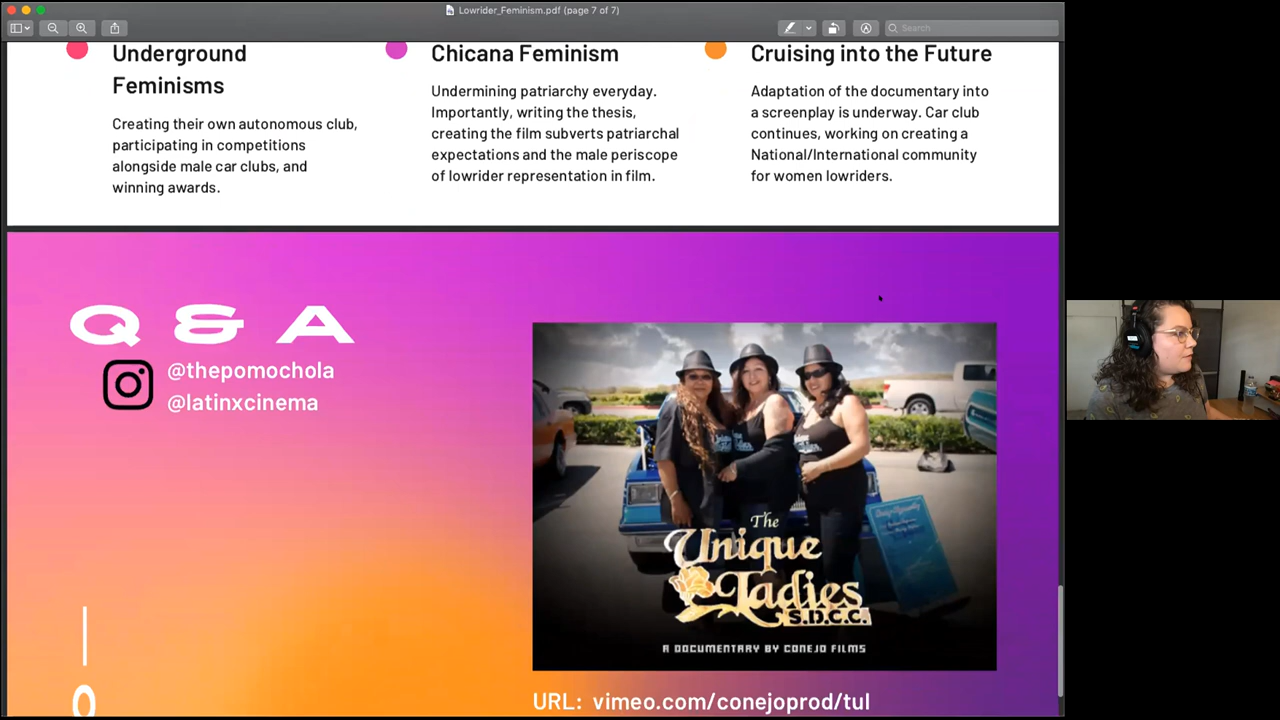 Lowrider_Feminism.pdf (page 7 of 7)
Search
Underground
Feminisms
Creating their own autonomous club,
participating in competitions
alongside male car clubs, and
winning awards.
Chicana Feminism
Undermining patriarchy everyday.
Importantly, writing the thesis,
creating the film subverts patriarchal
expectations and the male periscope
of lowrider representation in film.
Cruising into the Future
Adaptation of the documentary into
a screenplay is underway. Car club
continues, working on creating a
National/International community
for women lowriders.
Q & A
@thepomochola
@latinxcinema
The
Unique
Ladies
S.D.C.C.
A DOCUMENTARY BY CONEJO FILMS
URL: vimeo.com/conejoprod/tul